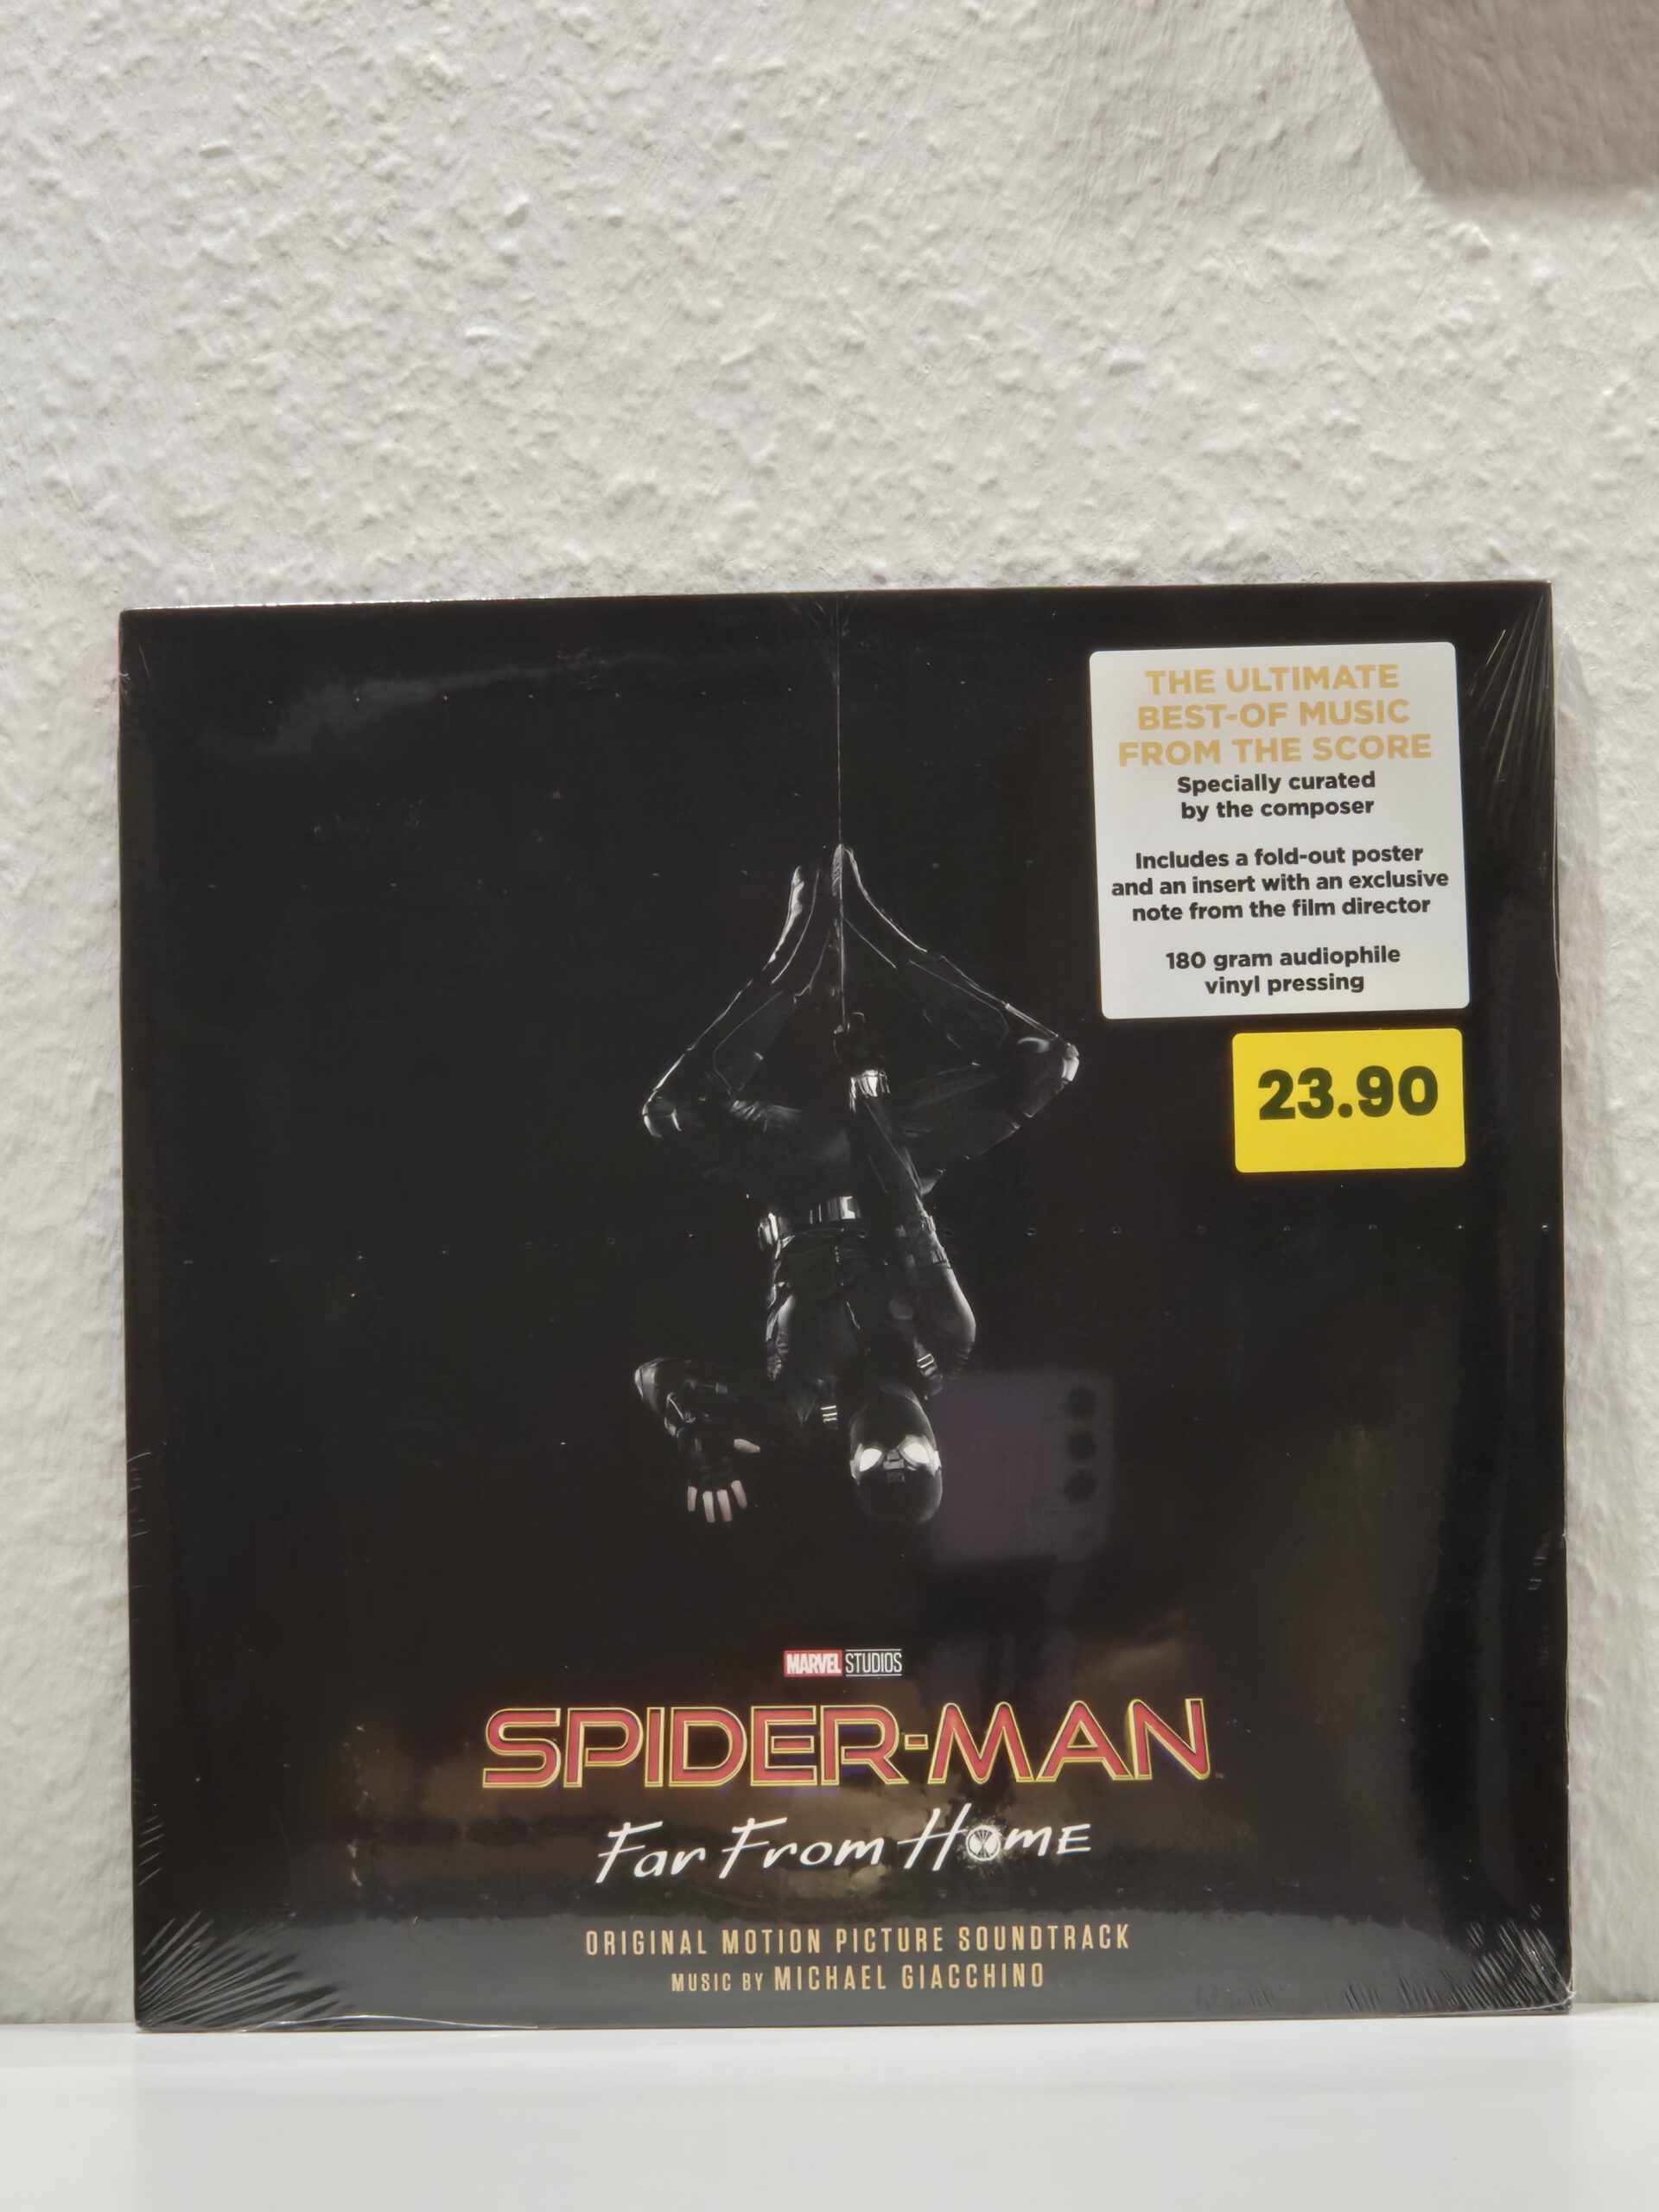 THE ULTIMATE
BEST-OF MUSIC
FROM THE SCORE
Specially curated
by the composer
Includes a fold-out poster
and an insert with an exclusive
note from the film director
180 gram audiophile
vinyl pressing
23.90
MARVEL STUDIOS
SPIDER-MAN
Far From HOME
ORIGINAL MOTION PICTURE SOUNDTRACK
MUSIC BY MICHAEL GIACCHINO